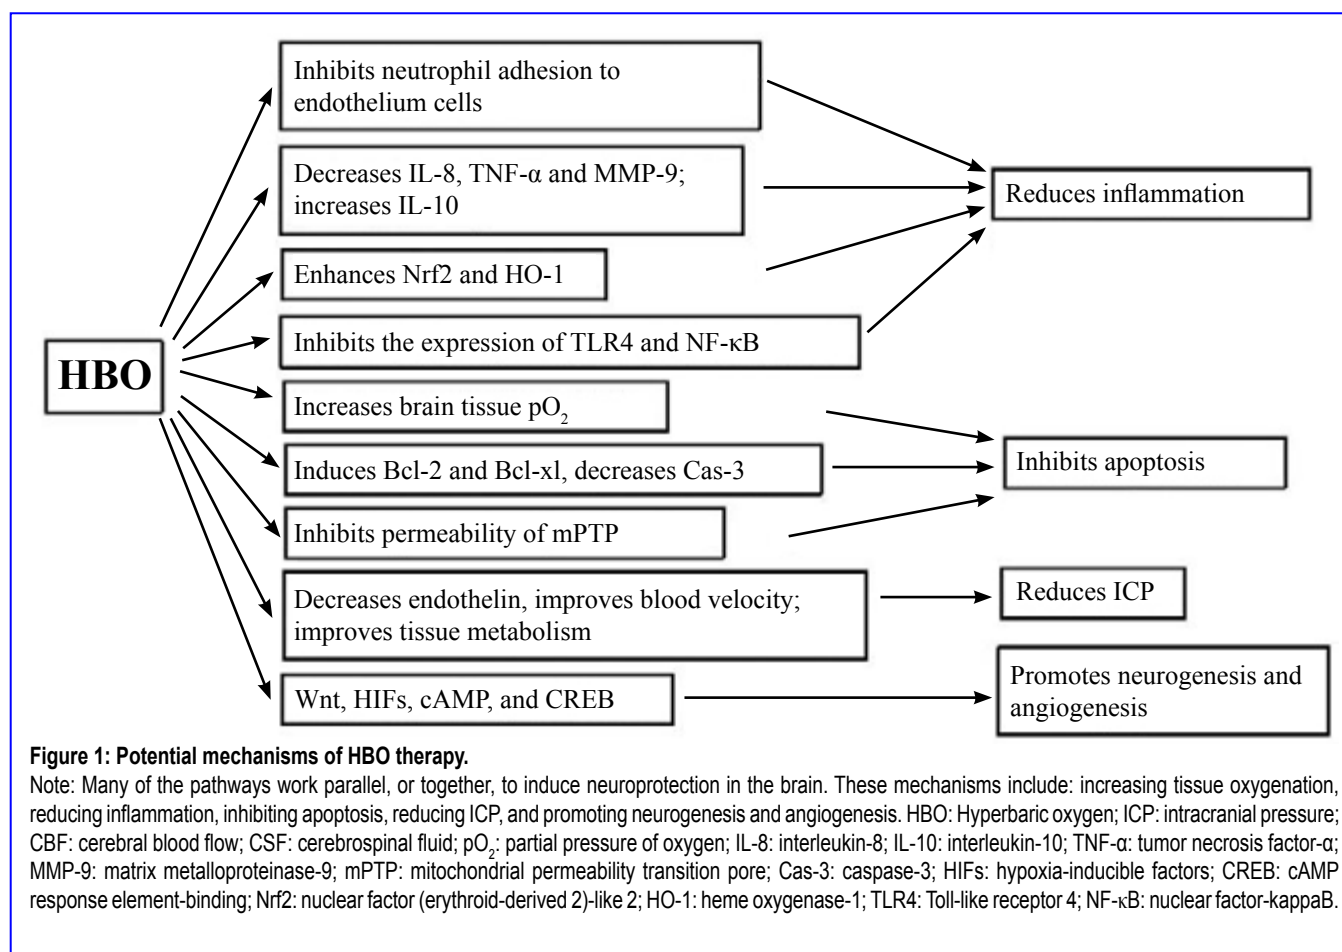 Inhibits neutrophil adhesion to
endothelium cells
Decreases IL-8, TNF-α and MMP-9;
increases IL-10
Reduces inflammation
Enhances Nrf2 and HO-1
Inhibits the expression of TLR4 and NF-κB
HBO
Increases brain tissue pO₂
Induces Bcl-2 and Bcl-xl, decreases Cas-3
Inhibits apoptosis
Inhibits permeability of mPTP
Decreases endothelin, improves blood velocity;
improves tissue metabolism
Reduces ICP
Wnt, HIFs, cAMP, and CREB
Promotes neurogenesis and
angiogenesis
Figure 1: Potential mechanisms of HBO therapy.
Note: Many of the pathways work parallel, or together, to induce neuroprotection in the brain. These mechanisms include: increasing tissue oxygenation,
reducing inflammation, inhibiting apoptosis, reducing ICP, and promoting neurogenesis and angiogenesis. HBO: Hyperbaric oxygen; ICP: intracranial pressure;
CBF: cerebral blood flow; CSF: cerebrospinal fluid; pO₂: partial pressure of oxygen; IL-8: interleukin-8; IL-10: interleukin-10; TNF-α: tumor necrosis factor-α;
MMP-9: matrix metalloproteinase-9; mPTP: mitochondrial permeability transition pore; Cas-3: caspase-3; HIFs: hypoxia-inducible factors; CREB: cAMP
response element-binding; Nrf2: nuclear factor (erythroid-derived 2)-like 2; HO-1: heme oxygenase-1; TLR4: Toll-like receptor 4; NF-κB: nuclear factor-kappaB.